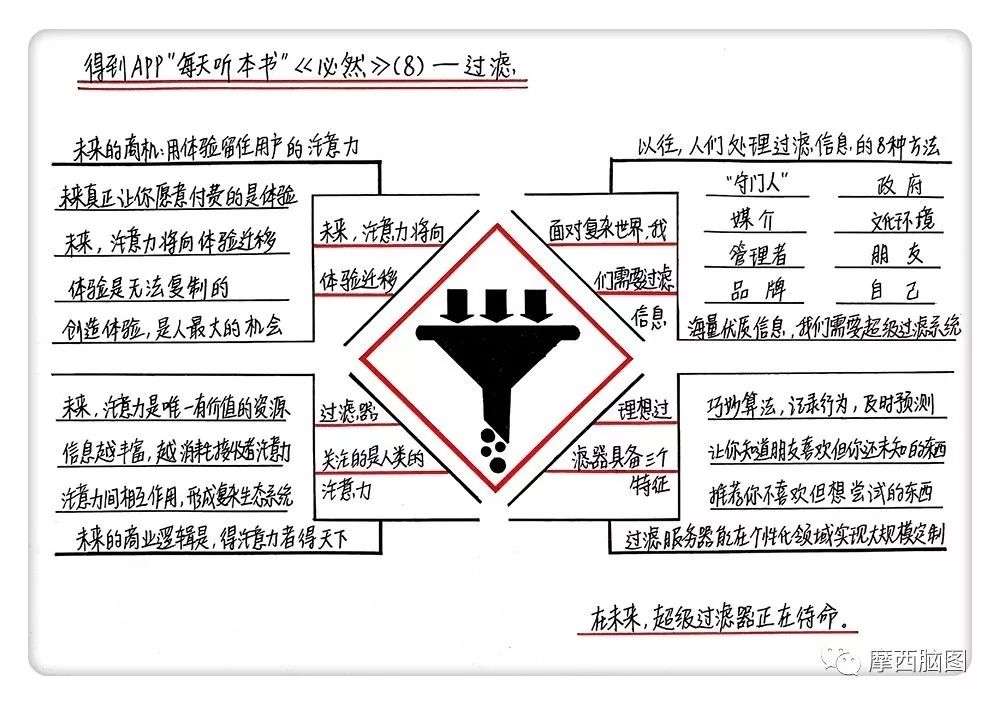 得到APP"每天听本书"《必然》(8)一过滤
未来的商机:用体验留住用户的注意力
未来真正让你愿意付费的是体验
未来,注意力将向体验迁移
体验是无法复制的
创造体验,是人最大的机会
未来,注意力将向
体验迁移
以往,人们处理过滤信息的8种方法
"守门人" 政府
媒介 文化环境
管理者 朋友
品牌 自己
海量优质信息,我们需要超级过滤系统
面对复杂世界,我
们需要过滤
信息
未来,注意力是唯一有价值的资源
信息越丰富,越消耗接收者注意力
注意力间相互作用,形成复杂生态系统
未来的商业逻辑是,得注意力者得天下
过滤器
关注的是人类的
注意力
理想过
滤器具备三个
特征
巧妙算法,记录行为,及时预测
让你知道朋友喜欢但你还未知的东西
推荐你不喜欢但想尝试的东西
过滤服务器能在个性化领域实现大规模定制
在未来,超级过滤器正在待命。
摩西脑图